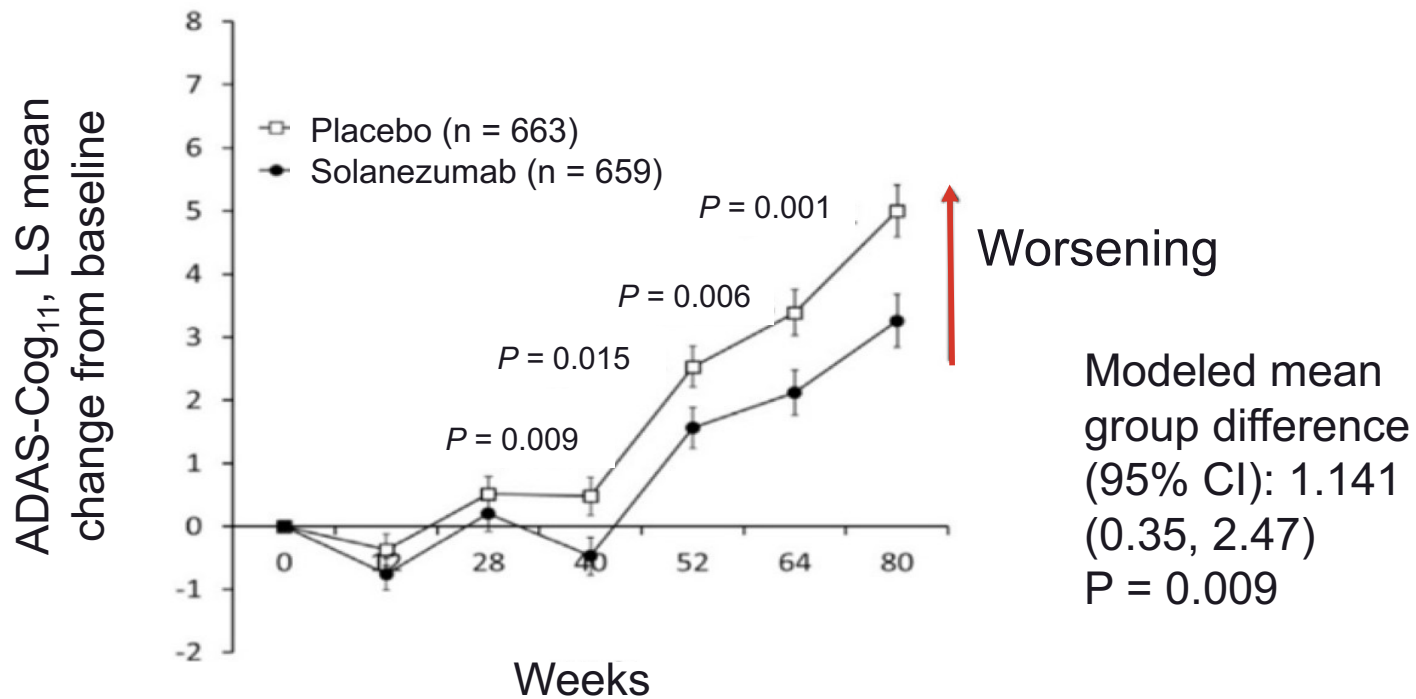 ADAS-Cog11, LS mean
change from baseline
8
7
6
5
4
3
2
1
0
-1
-2
Placebo (n = 663)
Solanezumab (n = 659)
P = 0.001
P = 0.006
P = 0.015
P = 0.009
0 12 28 40 52 64 80
Weeks
Worsening
Modeled mean
group difference
(95% CI): 1.141
(0.35, 2.47)
P = 0.009